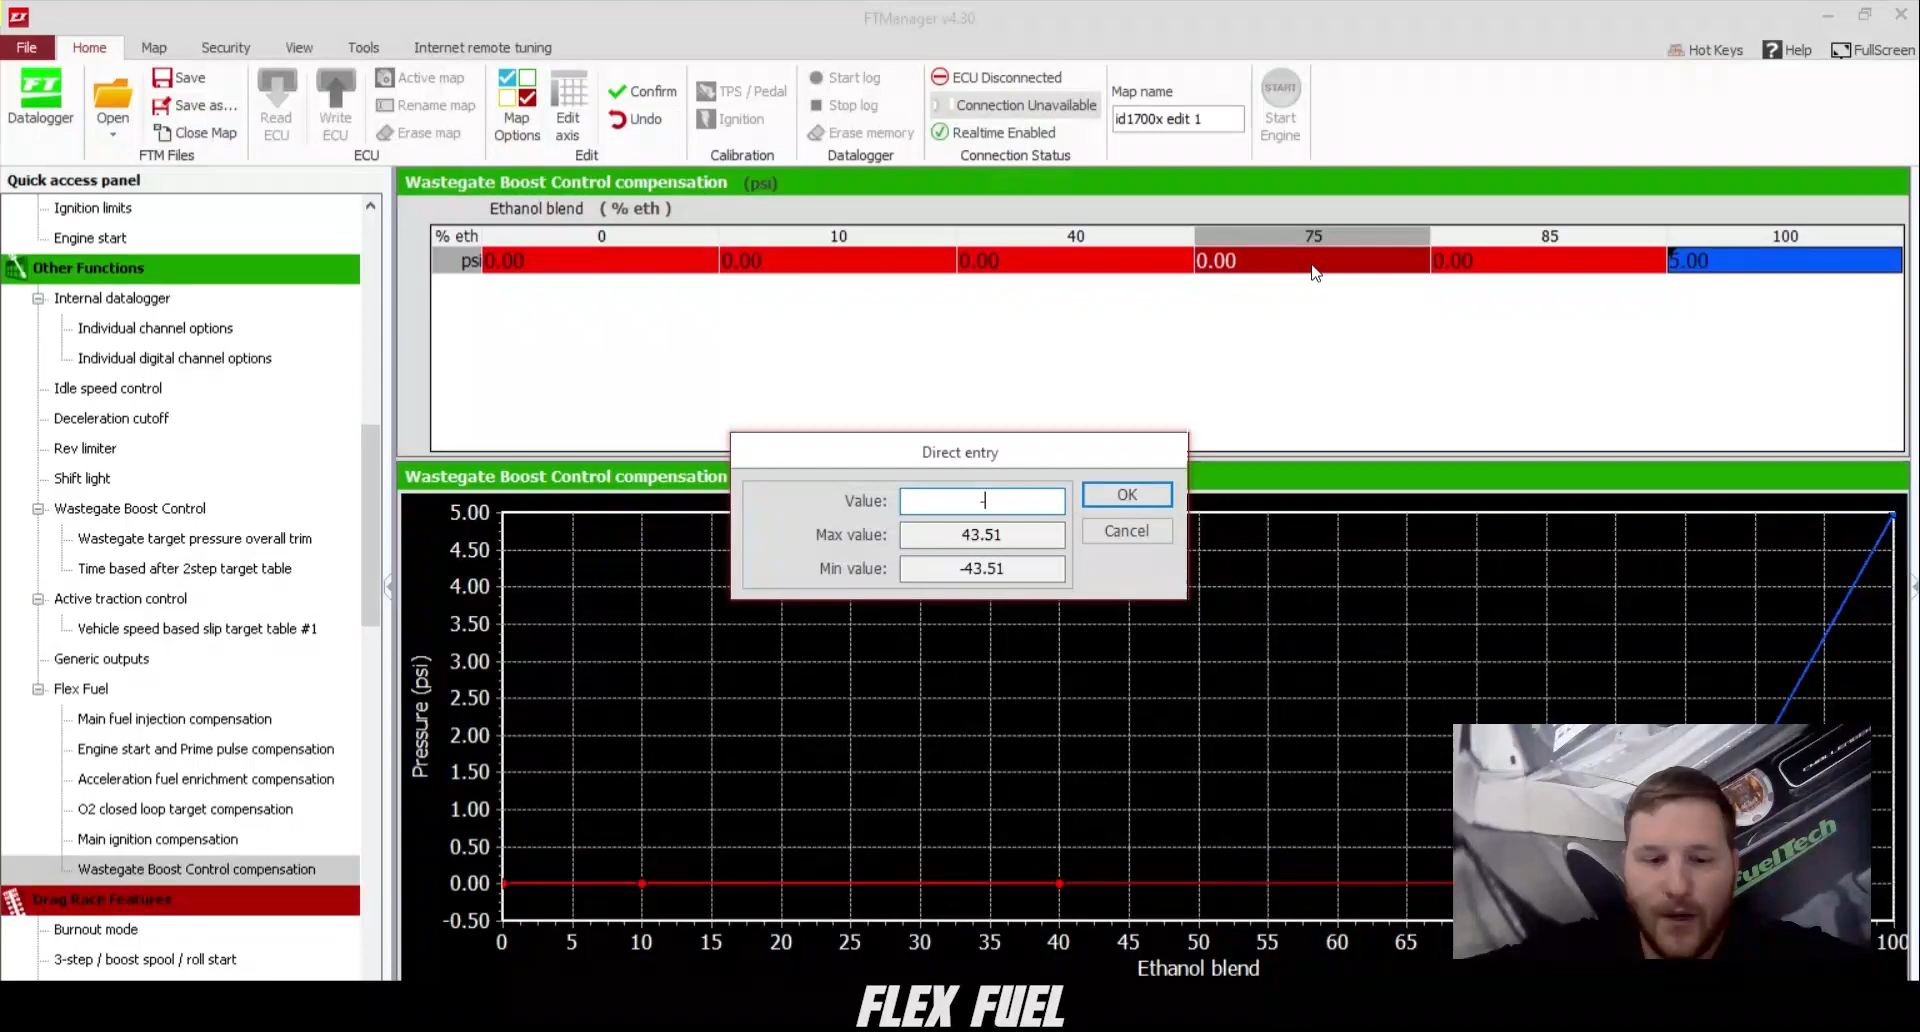 FT
FTManager v4.30
File Home Map Security View Tools Internet remote tuning
Hot Keys ? Help FullScreen
FT
Datalogger
Open
Save
Save as...
Close Map
FTM Files
Read
ECU
Write
ECU
Active map
Rename map
Erase map
ECU
Map
Options
Edit
axis
Confirm
Undo
Edit
TPS / Pedal
Ignition
Calibration
Start log
Stop log
Erase memory
Datalogger
ECU Disconnected
Connection Unavailable
Realtime Enabled
Connection Status
Map name
id1700x edit 1
START
Start
Engine
Quick access panel
Ignition limits
Engine start
Other Functions
Internal datalogger
Individual channel options
Individual digital channel options
Idle speed control
Deceleration cutoff
Rev limiter
Shift light
Wastegate Boost Control
Wastegate target pressure overall trim
Time based after 2step target table
Active traction control
Vehicle speed based slip target table #1
Generic outputs
Flex Fuel
Main fuel injection compensation
Engine start and Prime pulse compensation
Acceleration fuel enrichment compensation
O2 closed loop target compensation
Main ignition compensation
Wastegate Boost Control compensation
Drag Race Features
Burnout mode
3-step / boost spool / roll start
Wastegate Boost Control compensation (psi)
Ethanol blend ( % eth )
% eth 0 10 40 75 85 100
psi 0.00 0.00 0.00 0.00 0.00 5.00
Wastegate Boost Control compensation
Direct entry
Value: -
Max value: 43.51
Min value: -43.51
OK
Cancel
Pressure (psi)
5.00
4.50
4.00
3.50
3.00
2.50
2.00
1.50
1.00
0.50
0.00
-0.50
0 5 10 15 20 25 30 35 40 45 50 55 60 65 100
Ethanol blend
CHALLENGER
FuelTech
FLEX FUEL